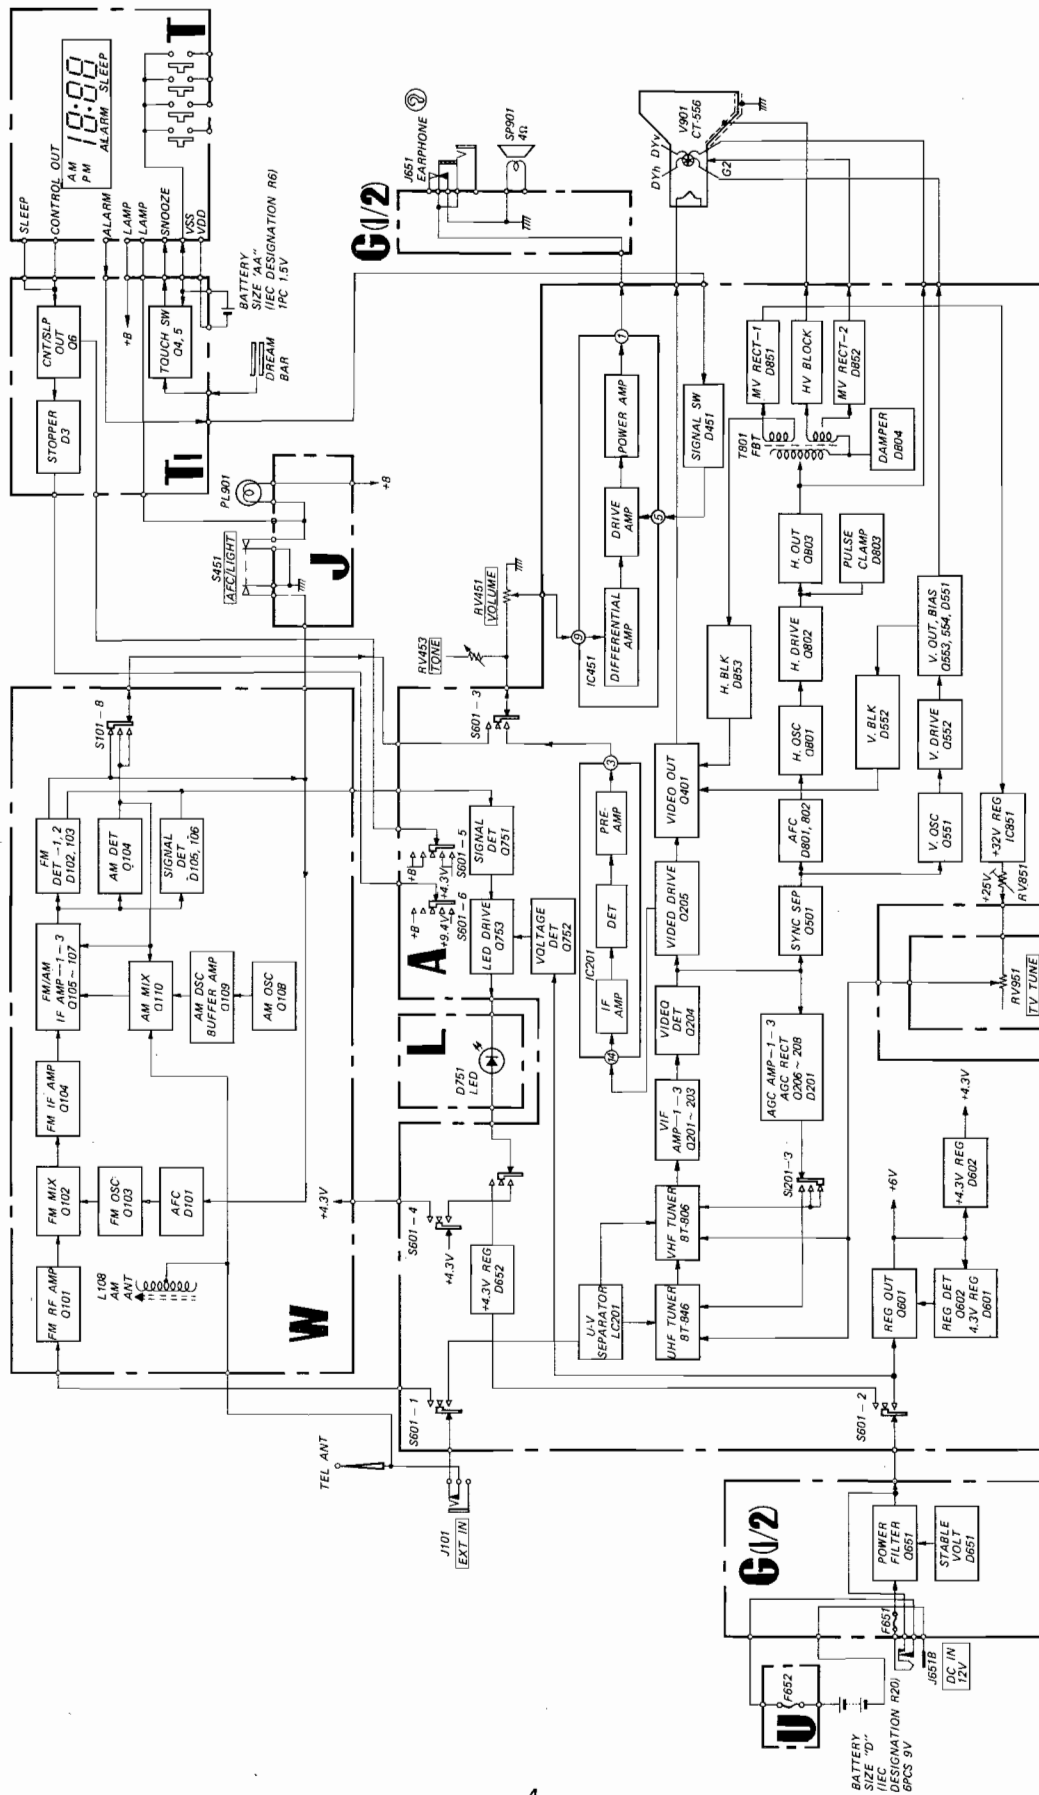 SLEEP
CONTROL OUT
AM
PM
18:88
ALARM SLEEP
T
ALARM
LAMP
LAMP
SNOOZE
VSS
VDD
CNT/SLP
OUT
Q6
STOPPER
D3
+B
TOUCH SW
Q4, 5
BATTERY
SIZE "AA"
(IEC DESIGNATION R6)
1PC 1.5V
DREAM
BAR
Ti
PL901
S451
AFC/LIGHT
+B
J
G(1/2)
J651
EARPHONE
SP901
4Ω
DYh DYv
V901
CT-556
G2
W
FM RF AMP
Q101
FM MIX
Q102
FM IF AMP
Q104
FM/AM
IF AMP-1-3
Q105~107
FM
DET-1, 2
D102, 103
AM DET
Q104
SIGNAL
DET
D105, 106
S101-8
L108
AM
ANT
FM OSC
Q103
AFC
D101
AM MIX
Q110
AM OSC
BUFFER AMP
Q109
AM OSC
Q108
+4.3V
TEL ANT
J101
EXT IN
S601-1
S601-4
+4.3V
+4.3V REG
D652
L
D751
LED
A
+B
+9.4V
S601-6
+B
+4.3V
S601-5
SIGNAL
DET
Q751
LED DRIVE
Q753
VOLTAGE
DET
Q752
S601-3
RV453
TONE
RV451
VOLUME
IC451
9
DIFFERENTIAL
AMP
DRIVE
AMP
POWER AMP
1
5
SIGNAL SW
D451
IC201
14
IF
AMP
DET
PRE-
AMP
3
U-V
SEPARATOR
LC201
UHF TUNER
BT-846
VHF TUNER
BT-806
VIF
AMP-1-3
Q201~203
VIDEO
DET
Q204
VIDEO DRIVE
Q205
VIDEO OUT
Q401
H. BLK
D853
T801
FBT
MV RECT-1
D851
HV BLOCK
MV RECT-2
D852
DAMPER
D804
S1201-3
AGC AMP-1-3
AGC RECT
Q206~208
D201
SYNC SEP
Q501
AFC
D801, 802
H. OSC
Q801
H. DRIVE
Q802
H. OUT
Q803
PULSE
CLAMP
D803
V. OSC
Q551
V. DRIVE
Q552
V. OUT, BIAS
Q553, 554, D551
V. BLK
D552
+32V REG
IC851
+25V
RV851
RV951
TV TUNE
S601-2
REG OUT
Q601
+6V
REG DET
Q602
4.3V REG
D601
+4.3V REG
D602
+4.3V
G(1/2)
POWER
FILTER
Q651
STABLE
VOLT
D651
F651
J651B
DC IN
12V
U
F652
BATTERY
SIZE "D"
(IEC
DESIGNATION R20)
6PCS 9V